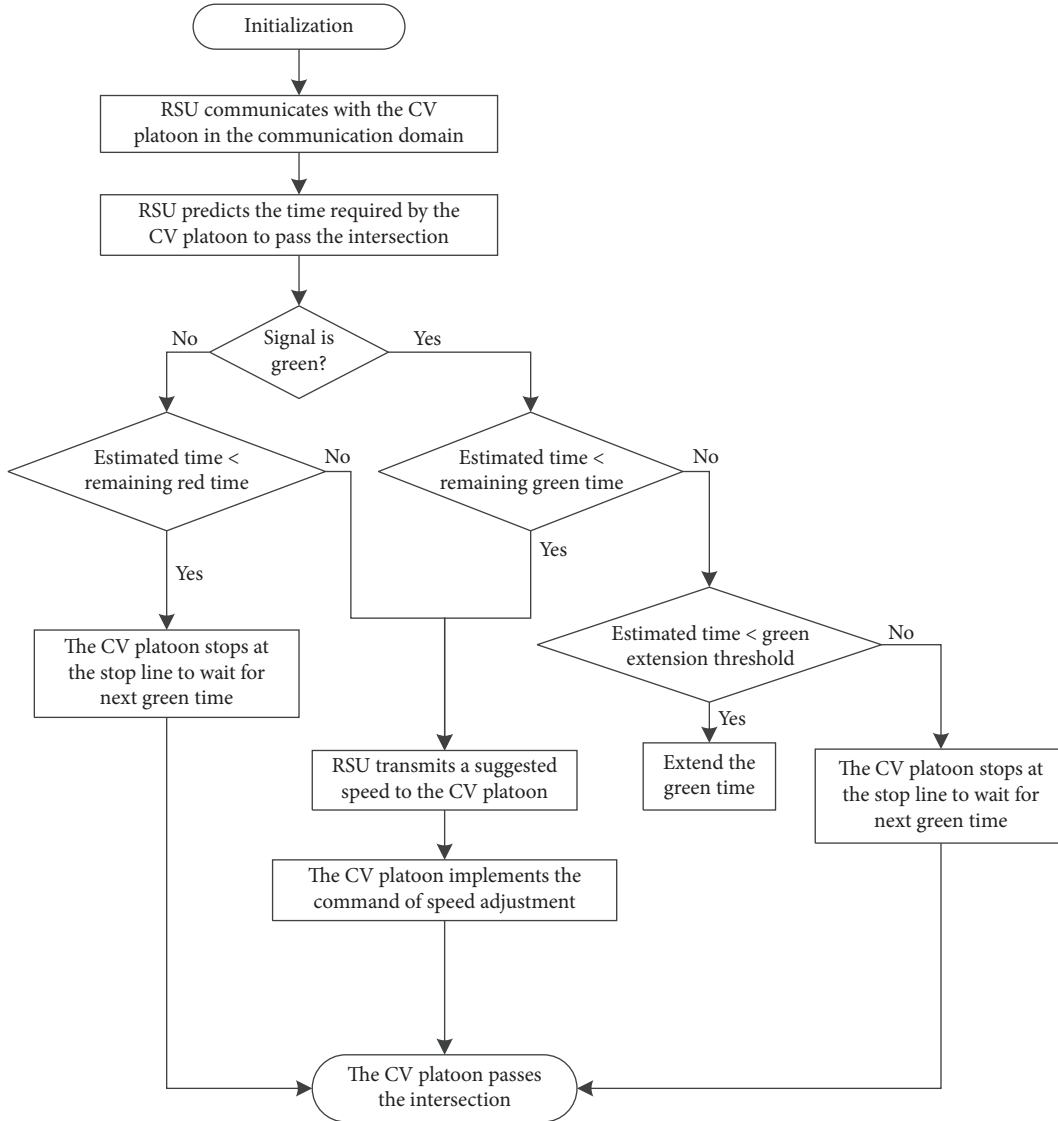 Initialization
RSU communicates with the CV
platoon in the communication domain
RSU predicts the time required by the
CV platoon to pass the intersection
Signal is
green?
No
Yes
Estimated time <
remaining red time
No
Yes
Estimated time <
remaining green time
No
Yes
The CV platoon stops at
the stop line to wait for
next green time
Estimated time < green
extension threshold
No
Yes
RSU transmits a suggested
speed to the CV platoon
Extend the
green time
The CV platoon stops at
the stop line to wait for
next green time
The CV platoon implements the
command of speed adjustment
The CV platoon passes
the intersection